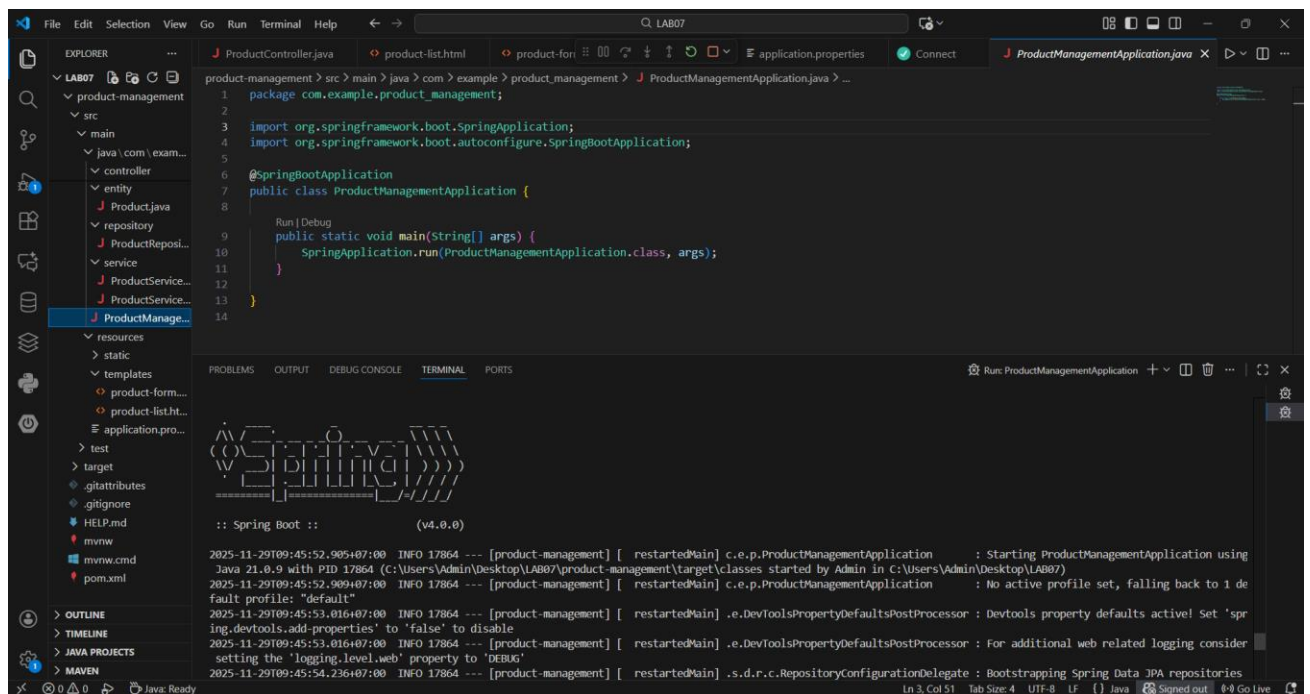 File Edit Selection View Go Run Terminal Help
LAB07
EXPLORER
LAB07
product-management
src
main
java\com\exam...
controller
entity
Product.java
repository
ProductReposi...
service
ProductService...
ProductService...
ProductManage...
resources
static
templates
product-form....
product-list.ht...
application.pro...
test
target
.gitattributes
.gitignore
HELP.md
mvnw
mvnw.cmd
pom.xml
OUTLINE
TIMELINE
JAVA PROJECTS
MAVEN
ProductController.java product-list.html product-for application.properties Connect ProductManagementApplication.java
product-management > src > main > java > com > example > product_management > ProductManagementApplication.java > ...
1 package com.example.product_management;
2
3 import org.springframework.boot.SpringApplication;
4 import org.springframework.boot.autoconfigure.SpringBootApplication;
5
6 @SpringBootApplication
7 public class ProductManagementApplication {
8
Run | Debug
9 public static void main(String[] args) {
10 SpringApplication.run(ProductManagementApplication.class, args);
11 }
12
13 }
14
PROBLEMS OUTPUT DEBUG CONSOLE TERMINAL PORTS
Run: ProductManagementApplication
Spring
:: Spring Boot :: (v4.0.0)
2025-11-29T09:45:52.905+07:00 INFO 17864 --- [product-management] [ restartedMain] c.e.p.ProductManagementApplication : Starting ProductManagementApplication using
Java 21.0.9 with PID 17864 (C:\Users\Admin\Desktop\LAB07\product-management\target\classes started by Admin in C:\Users\Admin\Desktop\LAB07)
2025-11-29T09:45:52.909+07:00 INFO 17864 --- [product-management] [ restartedMain] c.e.p.ProductManagementApplication : No active profile set, falling back to 1 de
fault profile: "default"
2025-11-29T09:45:53.016+07:00 INFO 17864 --- [product-management] [ restartedMain] .e.DevToolsPropertyDefaultsPostProcessor : Devtools property defaults active! Set 'spr
ing.devtools.add-properties' to 'false' to disable
2025-11-29T09:45:53.016+07:00 INFO 17864 --- [product-management] [ restartedMain] .e.DevToolsPropertyDefaultsPostProcessor : For additional web related logging consider
setting the 'logging.level.web' property to 'DEBUG'
2025-11-29T09:45:54.236+07:00 INFO 17864 --- [product-management] [ restartedMain] .s.d.r.c.RepositoryConfigurationDelegate : Bootstrapping Spring Data JPA repositories
0 0 0 Java: Ready Ln 3, Col 51 Tab Size: 4 UTF-8 LF {} Java Signed out Go Live